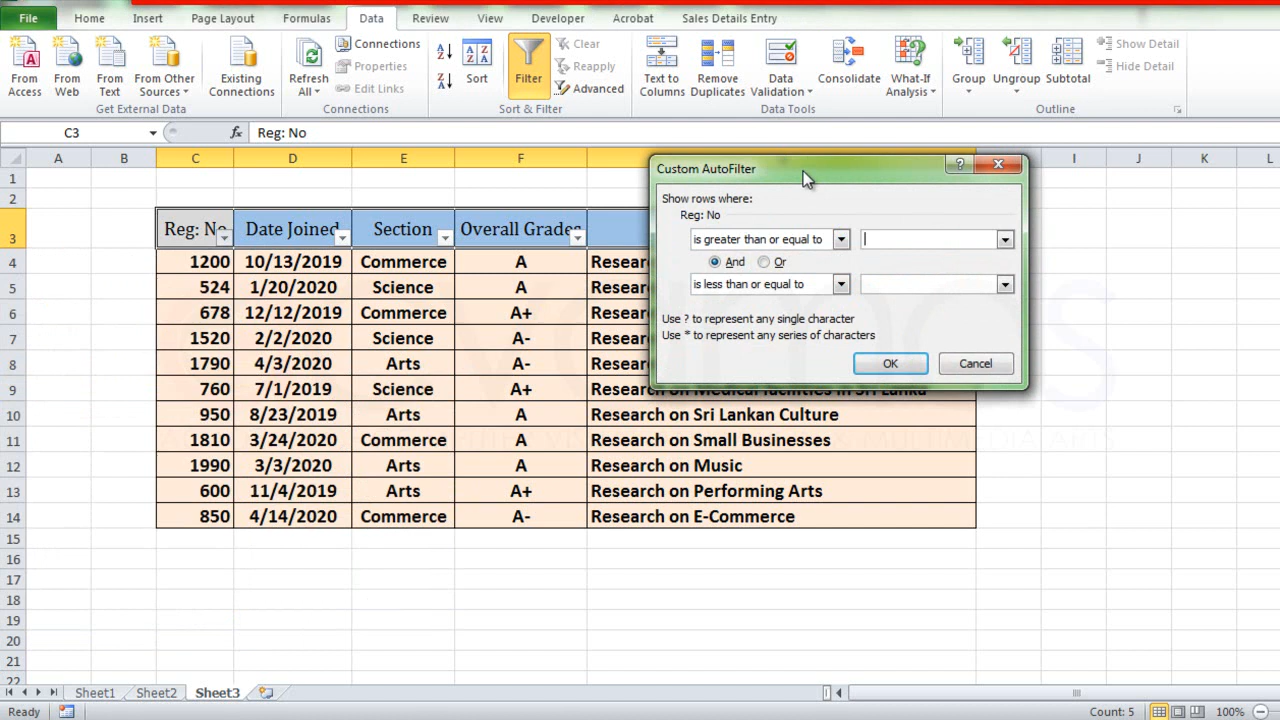 File Home Insert Page Layout Formulas Data Review View Developer Acrobat Sales Details Entry
From Access From Web From Text From Other Sources Existing Connections Refresh All Connections Properties Edit Links Sort Filter Clear Reapply Advanced Text to Columns Remove Duplicates Data Validation Consolidate What-If Analysis Group Ungroup Subtotal Show Detail Hide Detail
Get External Data Connections Sort & Filter Data Tools Outline
C3 fx Reg: No
A B C D E F I J K L
1
2
3 Reg: No Date Joined Section Overall Grades
4 1200 10/13/2019 Commerce A
5 524 1/20/2020 Science A
6 678 12/12/2019 Commerce A+
7 1520 2/2/2020 Science A-
8 1790 4/3/2020 Arts A-
9 760 7/1/2019 Science A+ Research on Medical facilities in Sri Lanka
10 950 8/23/2019 Arts A Research on Sri Lankan Culture
11 1810 3/24/2020 Commerce A Research on Small Businesses
12 1990 3/3/2020 Arts A Research on Music
13 600 11/4/2019 Arts A+ Research on Performing Arts
14 850 4/14/2020 Commerce A- Research on E-Commerce
15
16
17
18
19
20
21
22
Custom AutoFilter
Show rows where:
Reg: No
is greater than or equal to
And Or
is less than or equal to
Use ? to represent any single character
Use * to represent any series of characters
OK Cancel
Sheet1 Sheet2 Sheet3
Ready Count: 5 100%